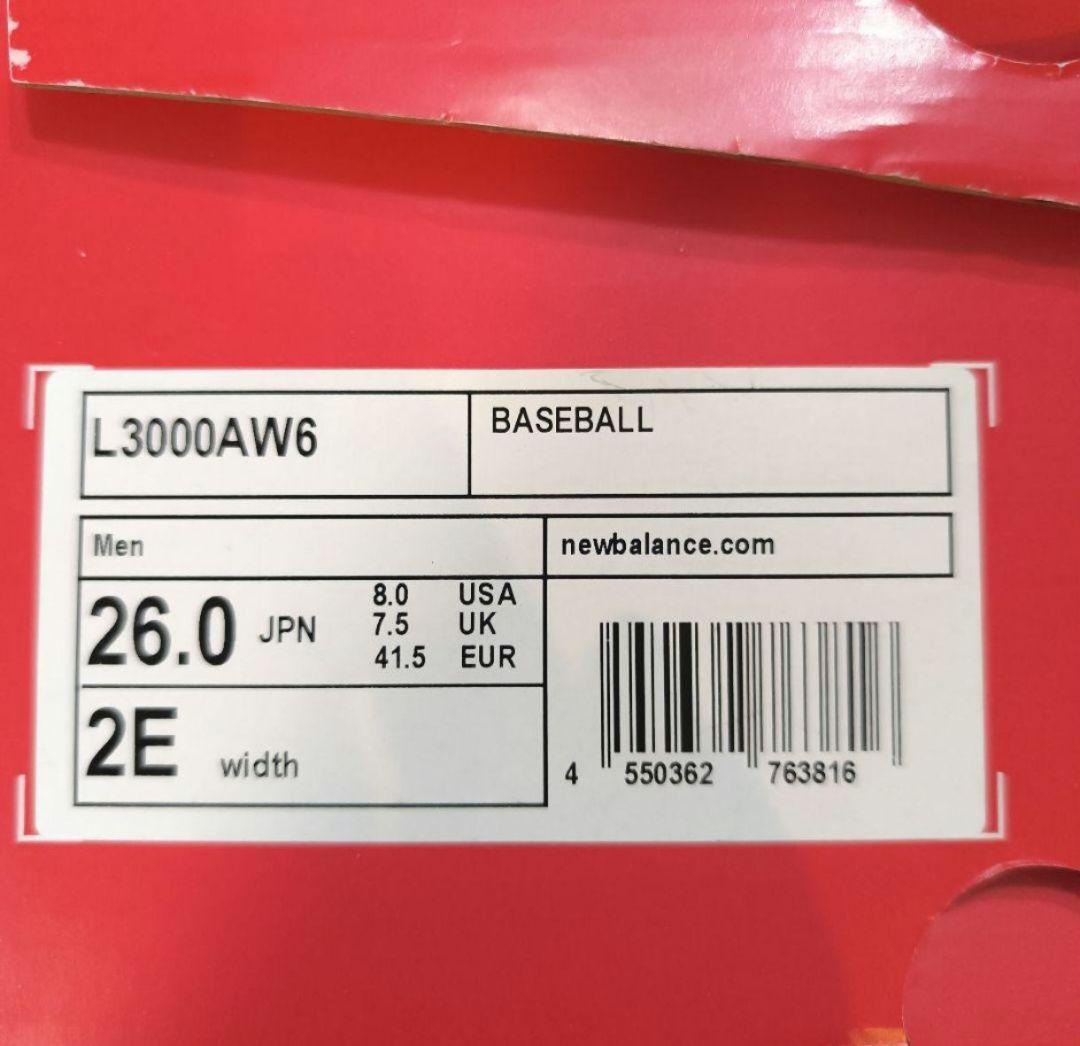 L3000AW6
BASEBALL
Men
newbalance.com
26.0 JPN
8.0 USA
7.5 UK
41.5 EUR
2E width
4 550362 763816